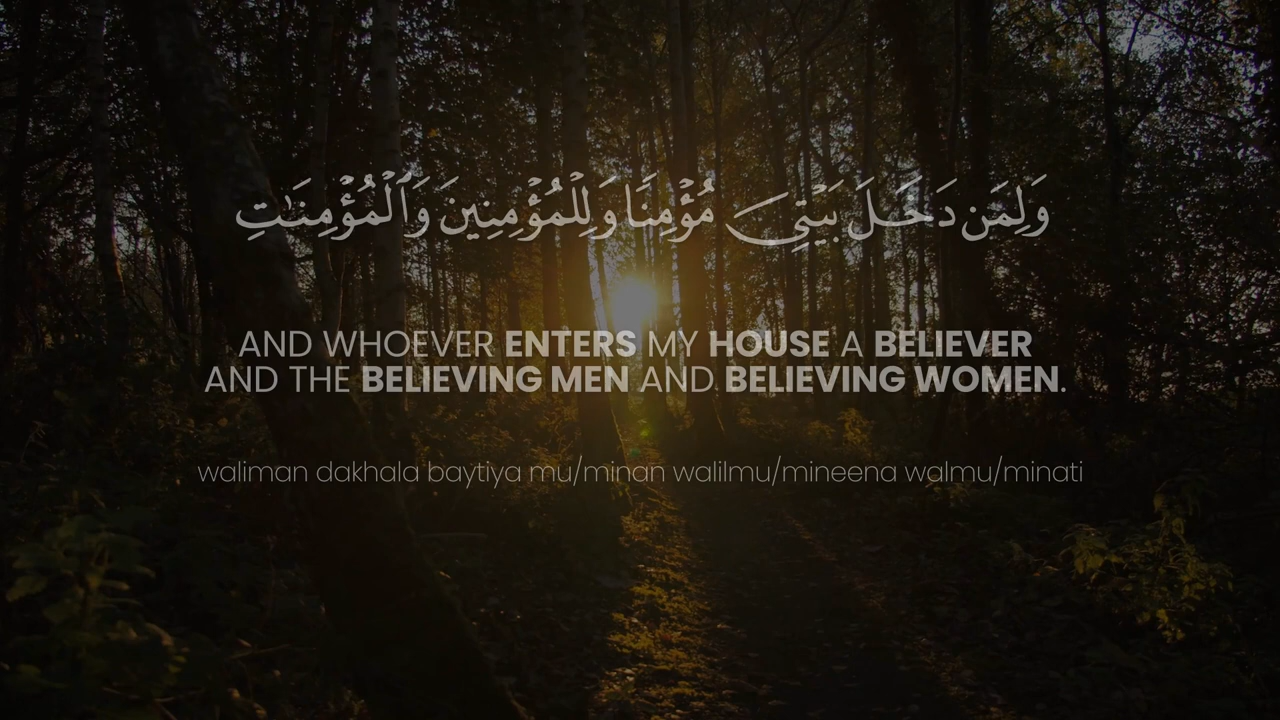 وَلِمَن دَخَلَ بَيْتِيَ مُؤْمِنًا وَلِلْمُؤْمِنِينَ وَٱلْمُؤْمِنَـٰتِ
AND WHOEVER ENTERS MY HOUSE A BELIEVER
AND THE BELIEVING MEN AND BELIEVING WOMEN.
waliman dakhala baytiya mu/minan walilmu/mineena walmu/minati